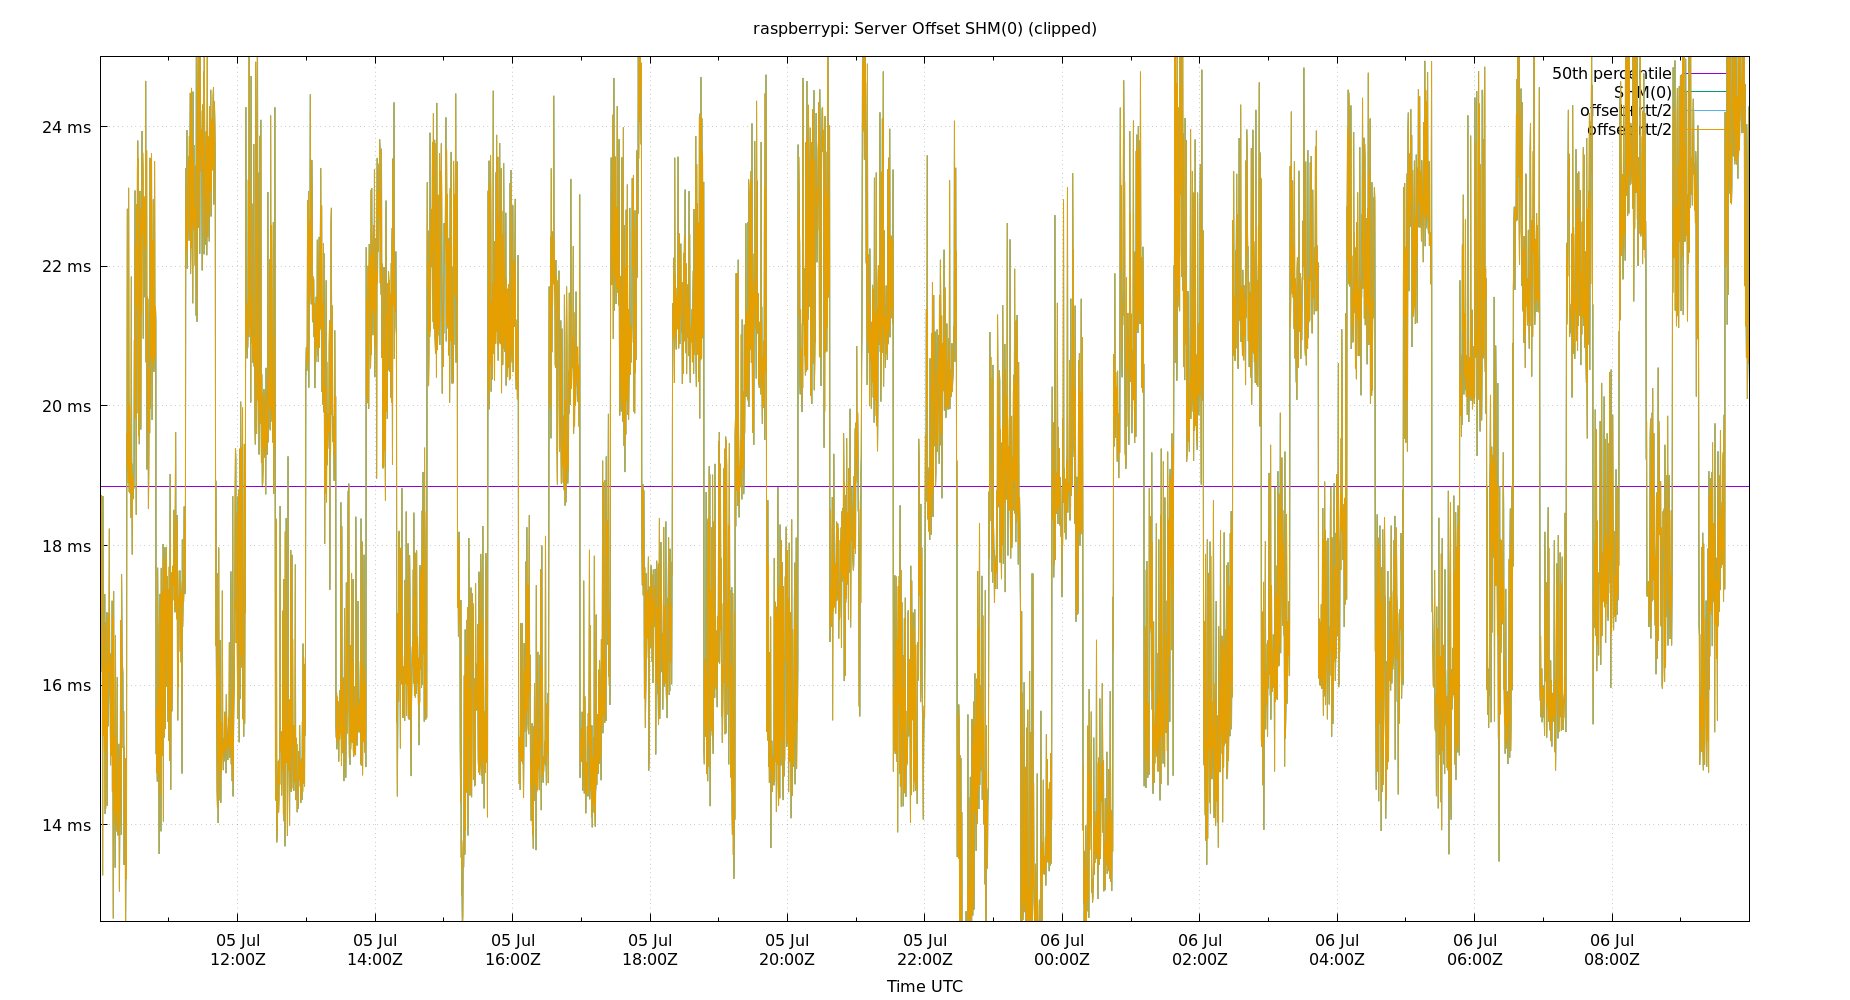 raspberrypi: Server Offset SHM(0) (clipped)
50th percentile
SHM(0)
offset+rtt/2
offset-rtt/2
24 ms
22 ms
20 ms
18 ms
16 ms
14 ms
05 Jul 05 Jul 05 Jul 05 Jul 05 Jul 05 Jul 06 Jul 06 Jul 06 Jul 06 Jul 06 Jul
12:00Z 14:00Z 16:00Z 18:00Z 20:00Z 22:00Z 00:00Z 02:00Z 04:00Z 06:00Z 08:00Z
Time UTC